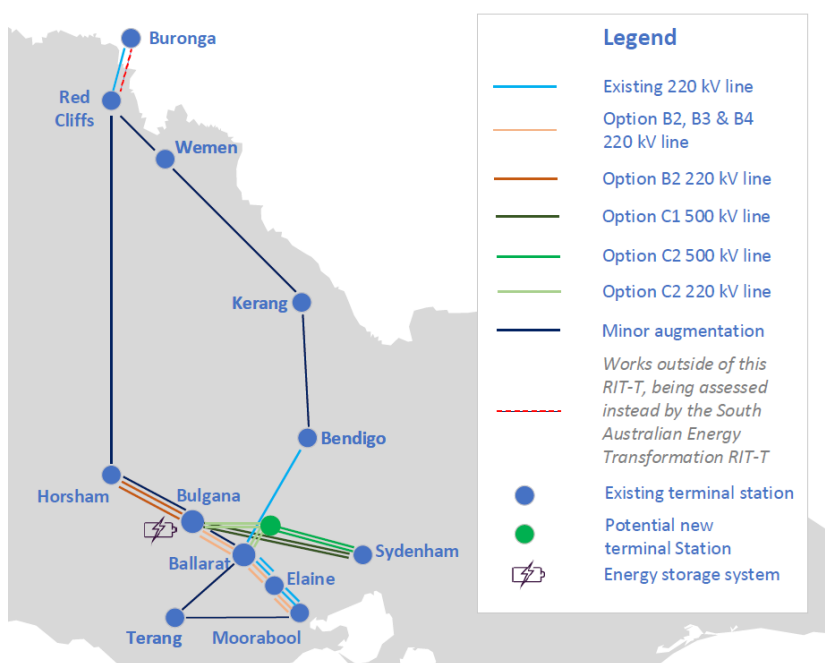 Buronga
Red
Cliffs
Wemen
Kerang
Bendigo
Horsham
Bulgana
Ballarat
Sydenham
Elaine
Terang
Moorabool
Legend
Existing 220 kV line
Option B2, B3 & B4
220 kV line
Option B2 220 kV line
Option C1 500 kV line
Option C2 500 kV line
Option C2 220 kV line
Minor augmentation
Works outside of this
RIT-T, being assessed
instead by the South
Australian Energy
Transformation RIT-T
Existing terminal station
Potential new
terminal Station
Energy storage system